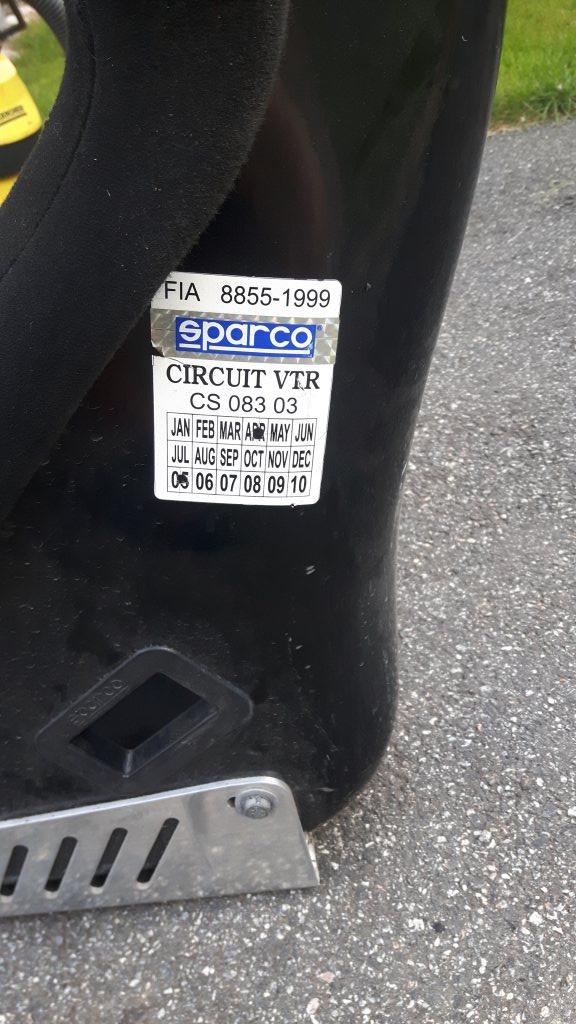 FIA 8855-1999
sparco
CIRCUIT VTR
CS 083 03
JAN FEB MAR APR MAY JUN
JUL AUG SEP OCT NOV DEC
05 06 07 08 09 10